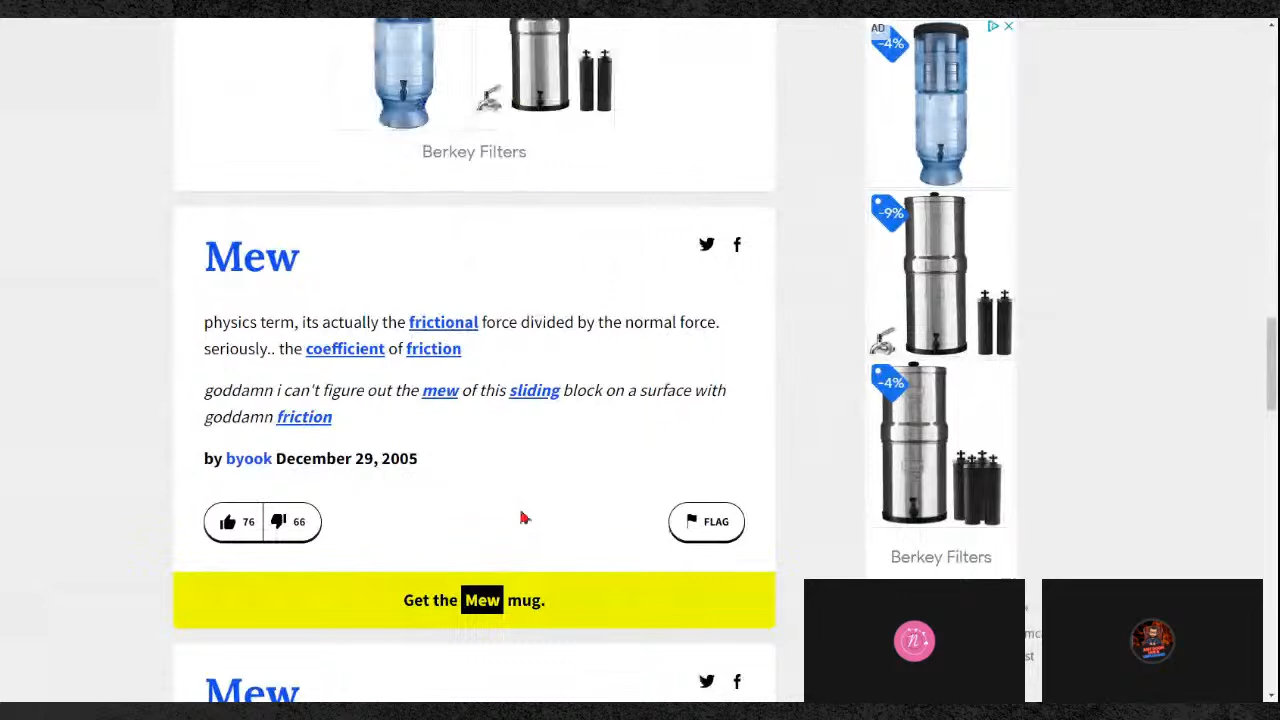 Berkey Filters
Mew
physics term, its actually the frictional force divided by the normal force.
seriously.. the coefficient of friction
goddamn i can't figure out the mew of this sliding block on a surface with
goddamn friction
by byook December 29, 2005
76 66
FLAG
Get the Mew mug.
Mew
AD
-4%
-9%
-4%
Berkey Filters
n